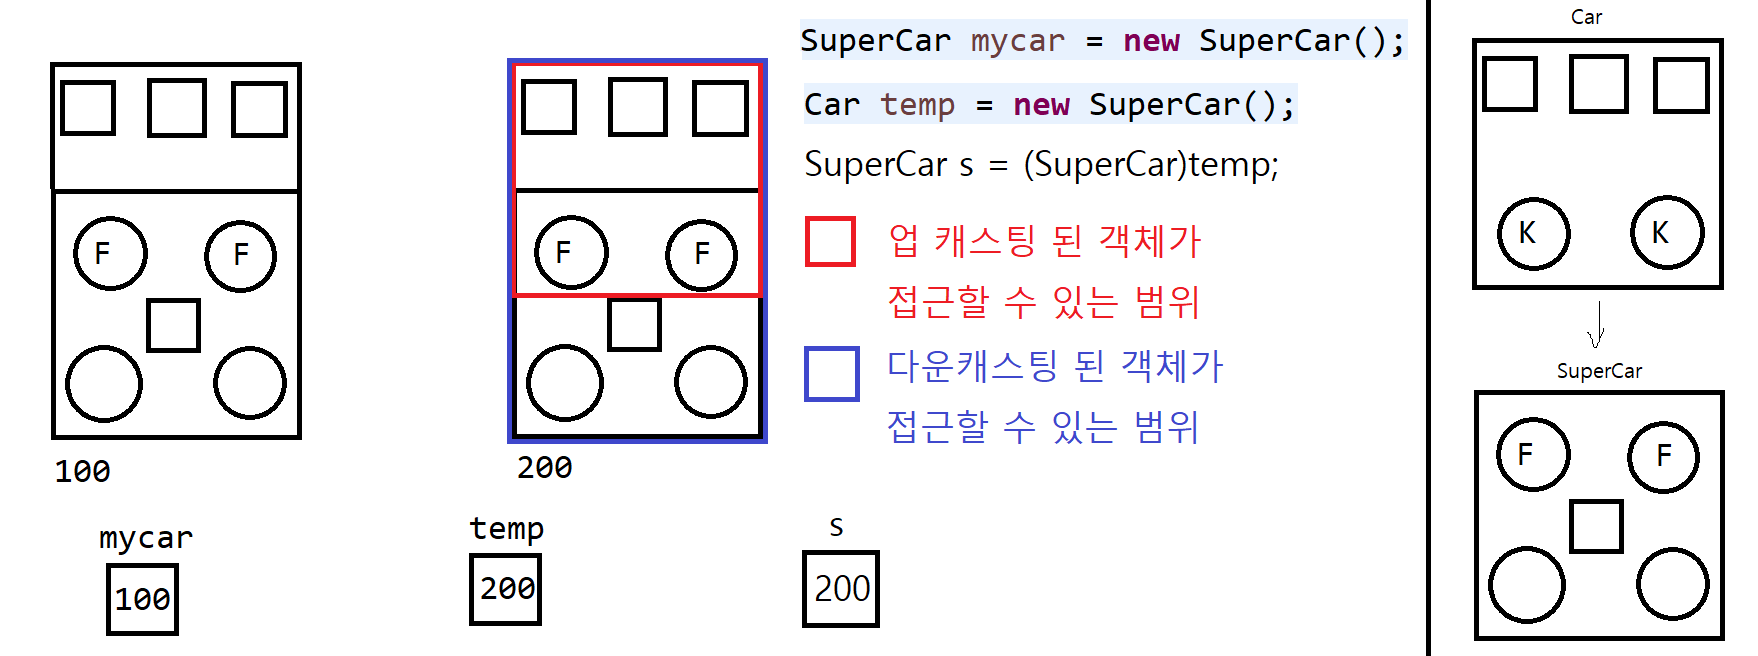 SuperCar mycar = new SuperCar();
Car temp = new SuperCar();
SuperCar s = (SuperCar)temp;
업 캐스팅 된 객체가
접근할 수 있는 범위
다운캐스팅 된 객체가
접근할 수 있는 범위
F F
100
mycar
100
F F
200
temp
200
S
200
Car
K K
SuperCar
F F